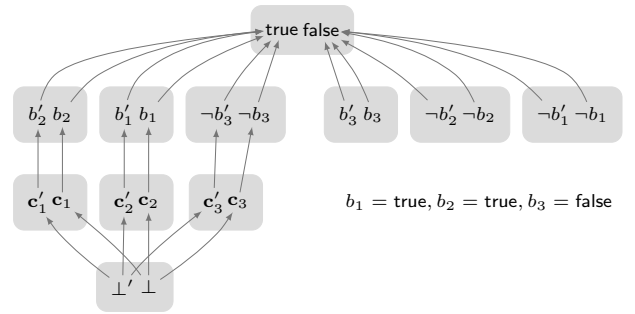 true false
b′₂ b₂ b′₁ b₁ ¬b′₃ ¬b₃ b′₃ b₃ ¬b′₂ ¬b₂ ¬b′₁ ¬b₁
c′₁ c₁ c′₂ c₂ c′₃ c₃ b₁ = true, b₂ = true, b₃ = false
⊥′ ⊥